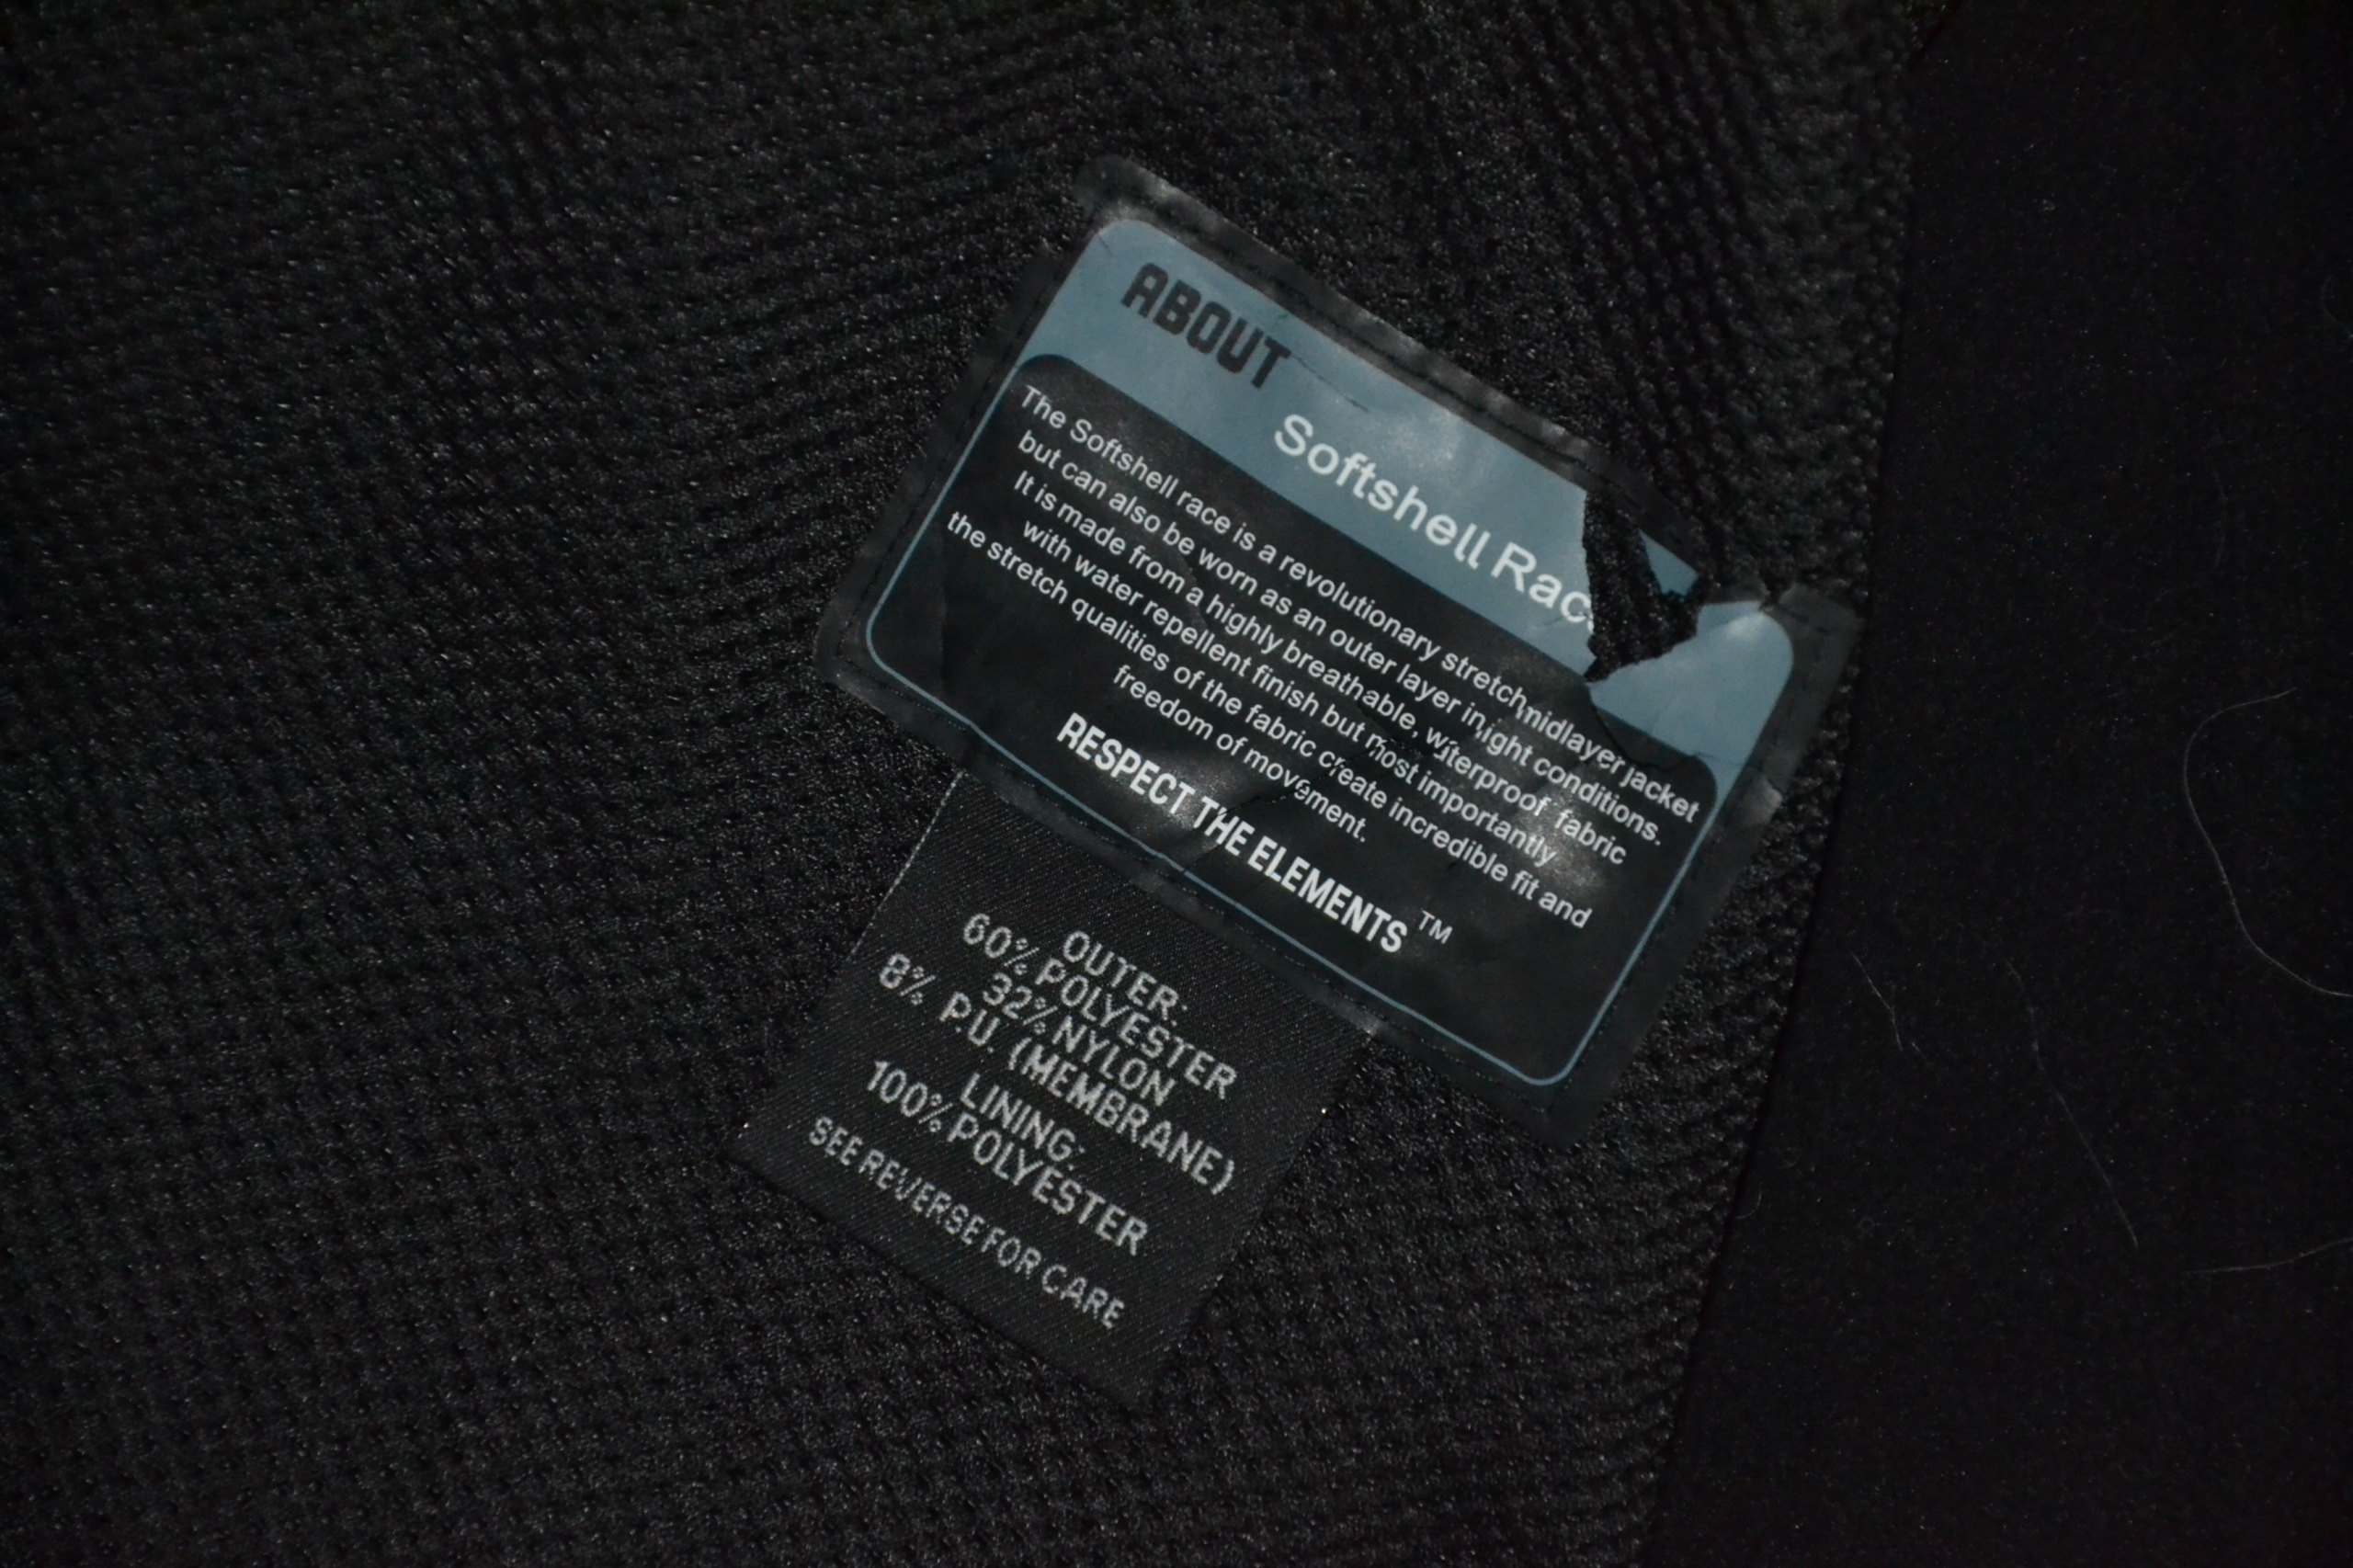 ABOUT
Softshell Rac
The Softshell race is a revolutionary stretch midlayer jacket
but can also be worn as an outer layer in night conditions.
It is made from a highly breathable, waterproof fabric
with water repellent finish but most importantly
the stretch qualities of the fabric create incredible fit and
freedom of movement.
RESPECT THE ELEMENTS ™
OUTER:
60% POLYESTER
32% NYLON
8% P.U. (MEMBRANE)
LINING:
100% POLYESTER
SEE REVERSE FOR CARE